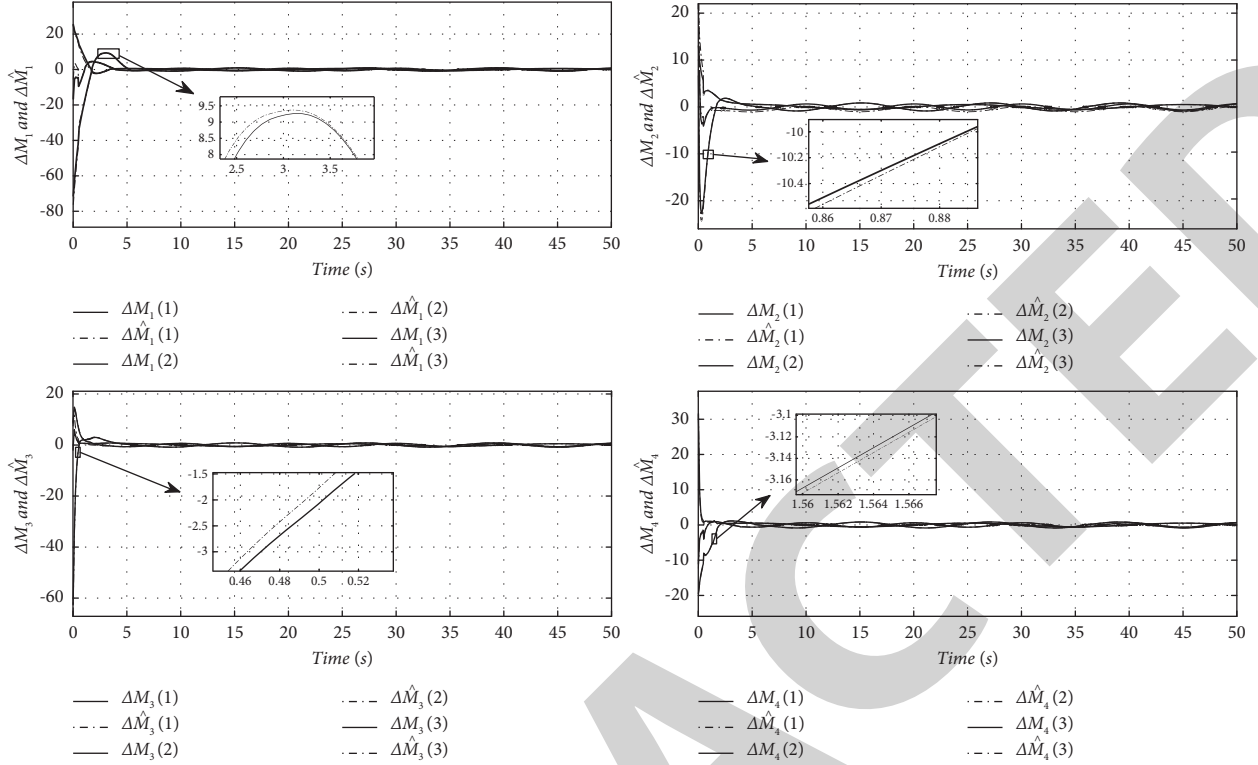 ΔM₁ and ΔM̂₁
20
0
-20
-40
-60
-80
9.5
9
8.5
8
2.5 3 3.5
0 5 10 15 20 25 30 35 40 45 50
Time (s)
ΔM₁(1)
ΔM̂₁(1)
ΔM₁(2)
ΔM̂₁(2)
ΔM₁(3)
ΔM̂₁(3)
ΔM₂ and ΔM̂₂
20
10
0
-10
-20
-10
-10.2
-10.4
0.86 0.87 0.88
0 5 10 15 20 25 30 35 40 45 50
Time (s)
ΔM₂(1)
ΔM̂₂(1)
ΔM₂(2)
ΔM̂₂(2)
ΔM₂(3)
ΔM̂₂(3)
ΔM₃ and ΔM̂₃
20
0
-20
-40
-60
-1.5
-2
-2.5
-3
0.46 0.48 0.5 0.52
0 5 10 15 20 25 30 35 40 45 50
Time (s)
ΔM₃(1)
ΔM̂₃(1)
ΔM₃(2)
ΔM̂₃(2)
ΔM₃(3)
ΔM̂₃(3)
ΔM₄ and ΔM̂₄
30
20
10
0
-10
-20
-3.1
-3.12
-3.14
-3.16
1.56 1.562 1.564 1.566
0 5 10 15 20 25 30 35 40 45 50
Time (s)
ΔM₄(1)
ΔM̂₄(1)
ΔM₄(2)
ΔM̂₄(2)
ΔM₄(3)
ΔM̂₄(3)
ACTE